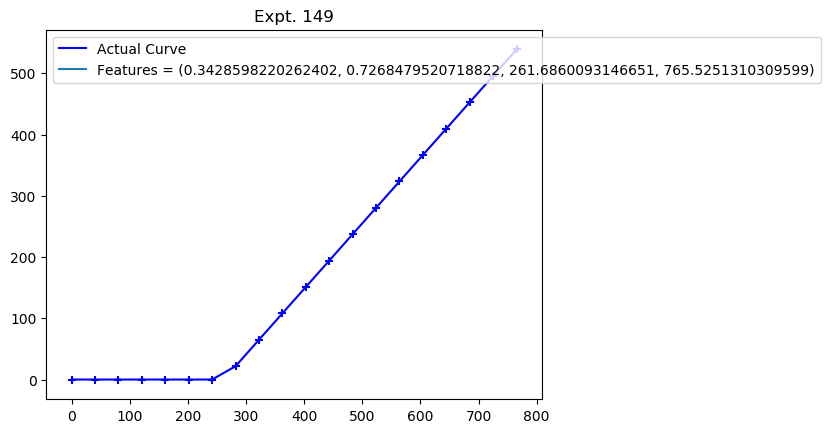 Expt. 149
Actual Curve
Features = (0.3428598220262402, 0.7268479520718822, 261.6860093146651, 765.5251310309599)
500
400
300
200
100
0
0 100 200 300 400 500 600 700 800